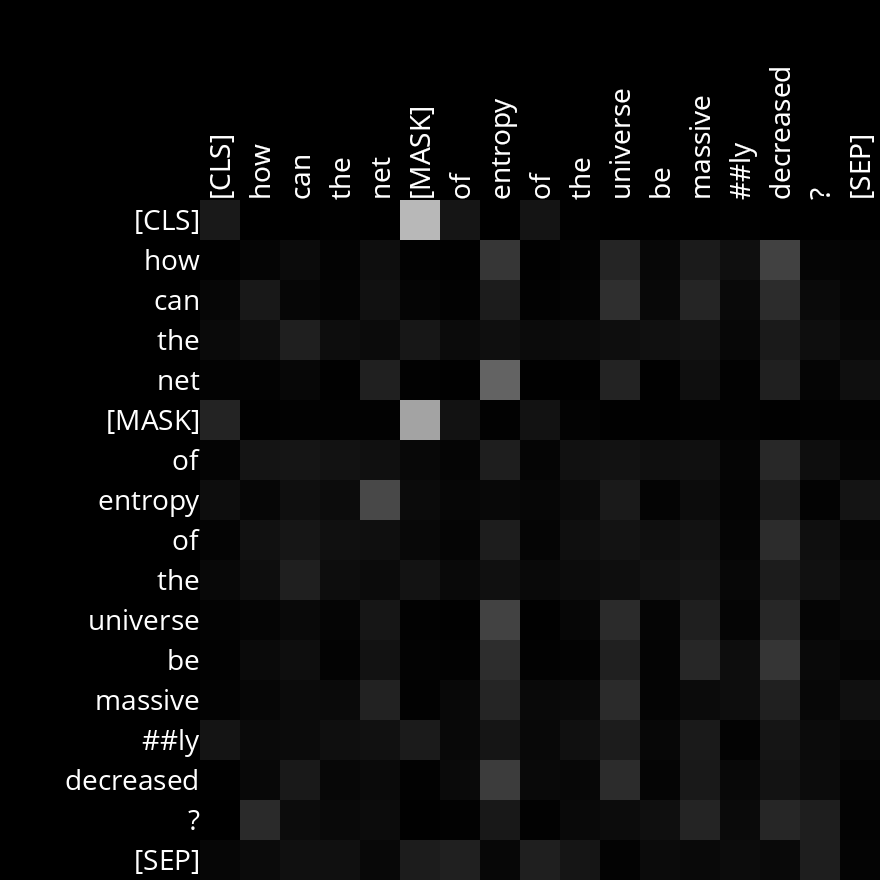 [CLS] how can the net [MASK] of entropy of the universe be massive ##ly decreased ? [SEP]
[CLS]
how
can
the
net
[MASK]
of
entropy
of
the
universe
be
massive
##ly
decreased
?
[SEP]